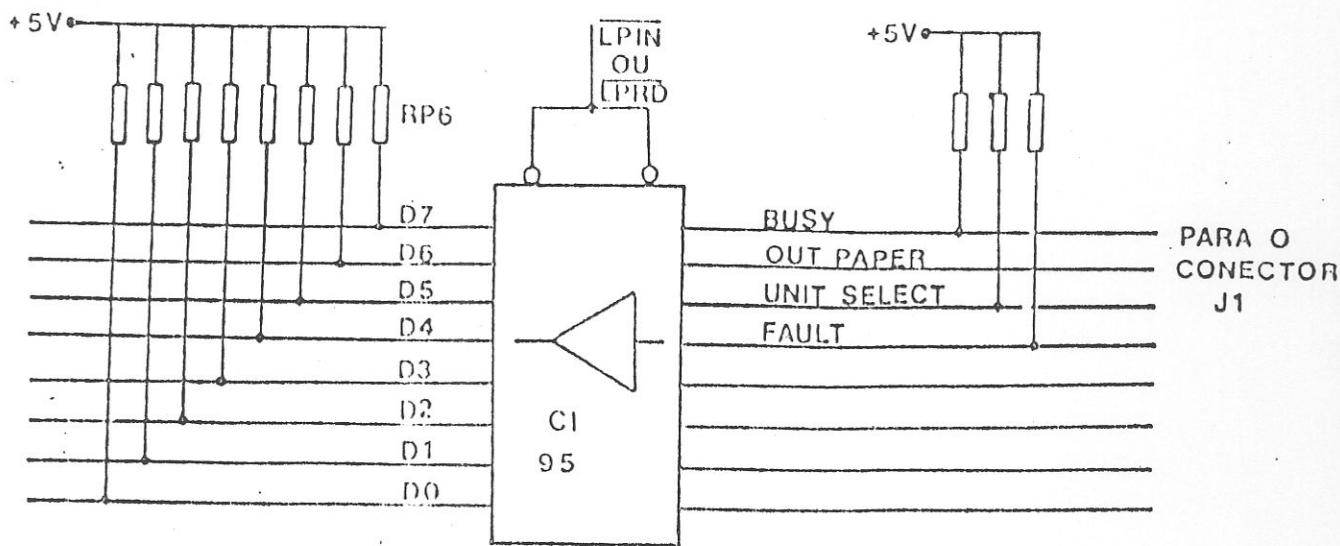 +5V
LPIN
OU
LPRD
+5V
RP6
D7
BUSY
PARA O
D6
OUT PAPER
CONECTOR
D5
UNIT SELECT
J1
D4
FAULT
D3
D2
CI
D1
95
D0